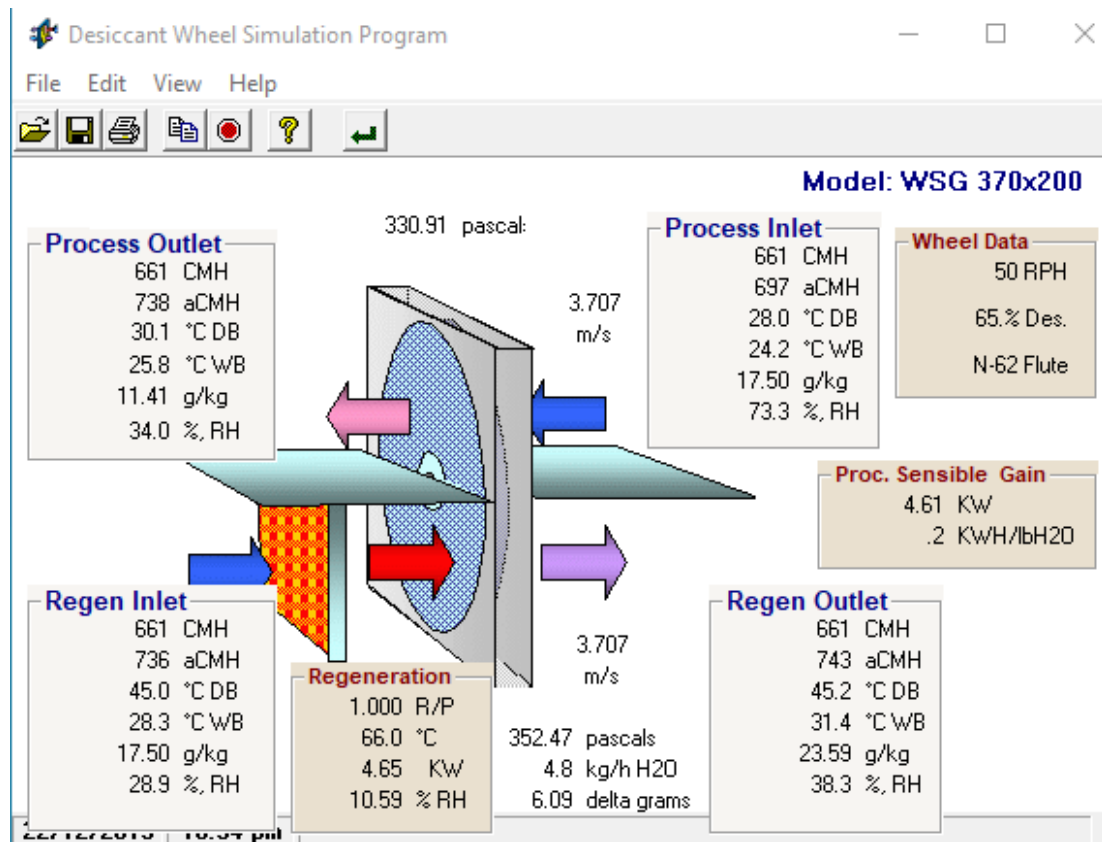 Desiccant Wheel Simulation Program
File Edit View Help
Model: WSG 370x200
330.91 pascal:
Process Outlet
661 CMH
738 aCMH
30.1 °C DB
25.8 °C WB
11.41 g/kg
34.0 %, RH
3.707
m/s
Process Inlet
661 CMH
697 aCMH
28.0 °C DB
24.2 °C WB
17.50 g/kg
73.3 %, RH
Wheel Data
50 RPH
65.% Des.
N-62 Flute
Proc. Sensible Gain
4.61 KW
.2 KWH/lbH2O
Regen Inlet
661 CMH
736 aCMH
45.0 °C DB
28.3 °C WB
17.50 g/kg
28.9 %, RH
Regeneration
1.000 R/P
66.0 °C
4.65 KW
10.59 % RH
3.707
m/s
352.47 pascals
4.8 kg/h H2O
6.09 delta grams
Regen Outlet
661 CMH
743 aCMH
45.2 °C DB
31.4 °C WB
23.59 g/kg
38.3 %, RH